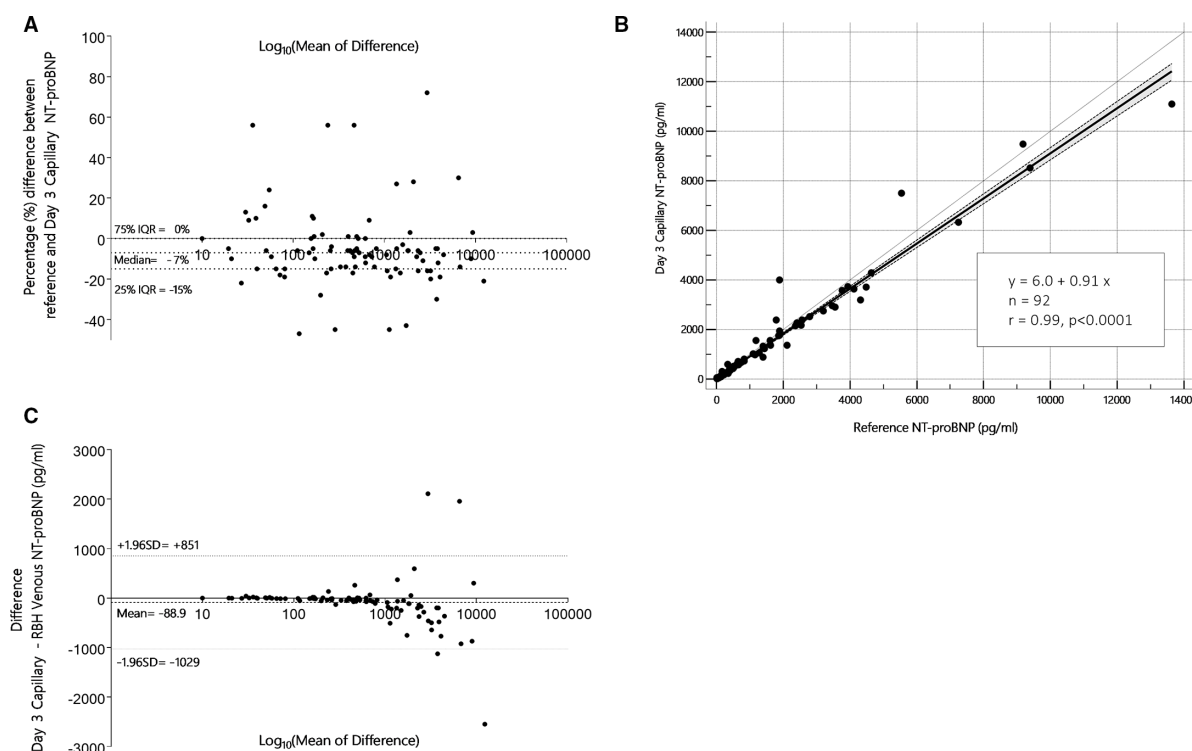 A
Log10(Mean of Difference)
Percentage (%) difference between
reference and Day 3 Capillary NT-proBNP
100
80
60
40
20
0
-20
-40
75% IQR = 0%
Median= -7%
25% IQR = -15%
10
100
1000
10000
100000
B
Day 3 Capillary NT-proBNP (pg/ml)
14000
12000
10000
8000
6000
4000
2000
0
y = 6.0 + 0.91 x
n = 92
r = 0.99, p<0.0001
0
2000
4000
6000
8000
10000
12000
1400
Reference NT-proBNP (pg/ml)
C
Difference
Day 3 Capillary - RBH Venous NT-proBNP (pg/ml)
3000
2000
1000
0
-1000
-2000
-3000
+1.96SD= +851
Mean= -88.9
-1.96SD= -1029
10
100
1000
10000
100000
Log10(Mean of Difference)